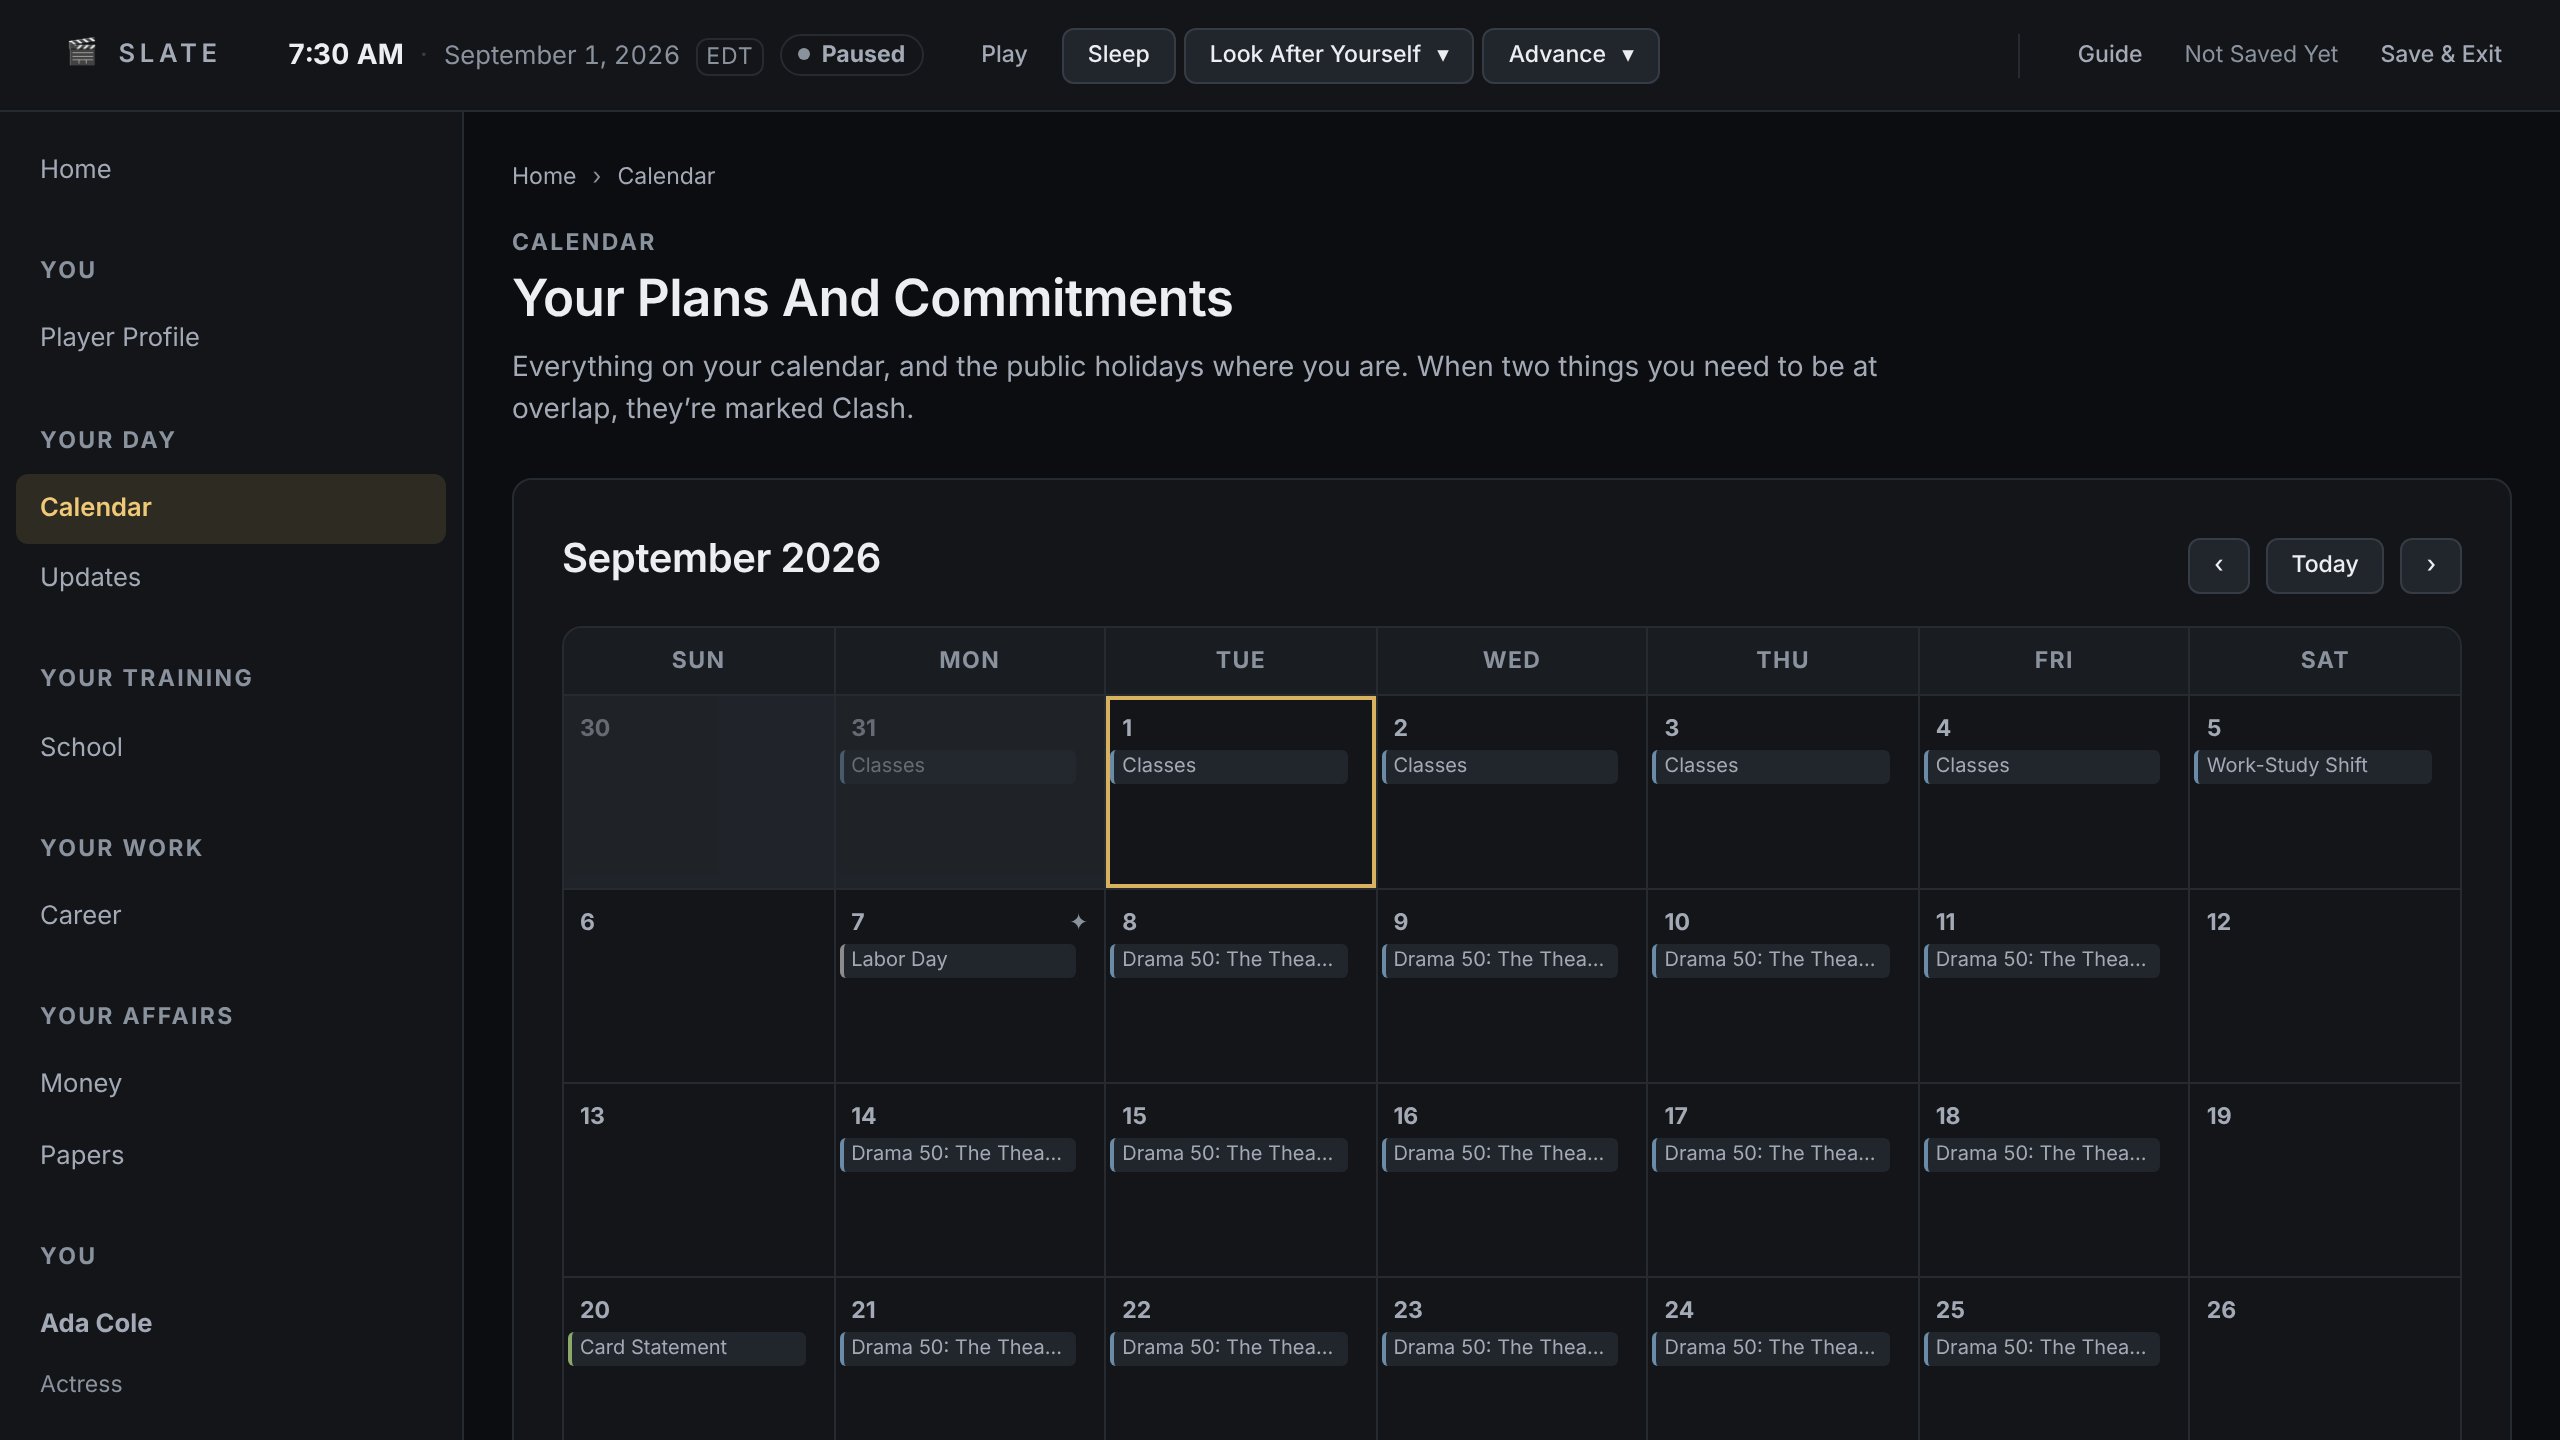 🎬 SLATE
7:30 AM · September 1, 2026 EDT Paused
Play
Sleep
Look After Yourself ▾
Advance ▾
Guide
Not Saved Yet
Save & Exit
Home
YOU
Player Profile
YOUR DAY
Calendar
Updates
YOUR TRAINING
School
YOUR WORK
Career
YOUR AFFAIRS
Money
Papers
YOU
Ada Cole
Actress
Home › Calendar
CALENDAR
Your Plans And Commitments
Everything on your calendar, and the public holidays where you are. When two things you need to be at
overlap, they’re marked Clash.
September 2026
‹ Today ›
SUN MON TUE WED THU FRI SAT
30 31 1 2 3 4 5
Classes Classes Classes Classes Classes Work-Study Shift
6 7 ✦ 8 9 10 11 12
Labor Day Drama 50: The Thea... Drama 50: The Thea... Drama 50: The Thea... Drama 50: The Thea...
13 14 15 16 17 18 19
Drama 50: The Thea... Drama 50: The Thea... Drama 50: The Thea... Drama 50: The Thea... Drama 50: The Thea...
20 21 22 23 24 25 26
Card Statement Drama 50: The Thea... Drama 50: The Thea... Drama 50: The Thea... Drama 50: The Thea... Drama 50: The Thea...